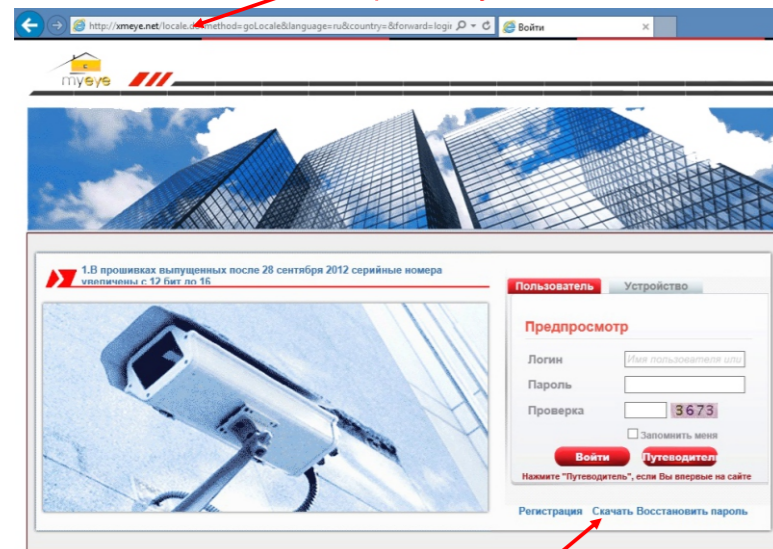 http://xmeye.net/locale.do?method=goLocale&language=ru&country=&forward=login
Войти
myeye
1.В прошивках выпущенных после 28 сентября 2012 серийные номера
увеличены с 12 бит до 16
Пользователь Устройство
Предпросмотр
Логин Имя пользователя или
Пароль
Проверка 3673
Запомнить меня
Войти Путеводител
Нажмите "Путеводитель", если Вы впервые на сайте
Регистрация Скачать Восстановить пароль